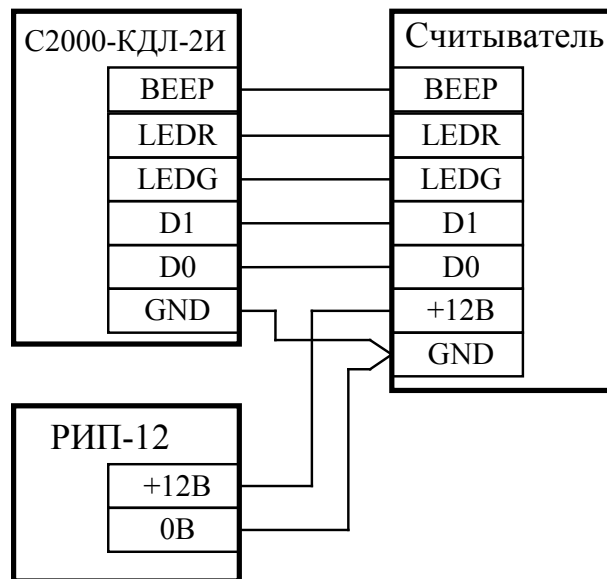 С2000-КДЛ-2И
BEEP
LEDR
LEDG
D1
D0
GND
Считыватель
BEEP
LEDR
LEDG
D1
D0
+12В
GND
РИП-12
+12В
0В